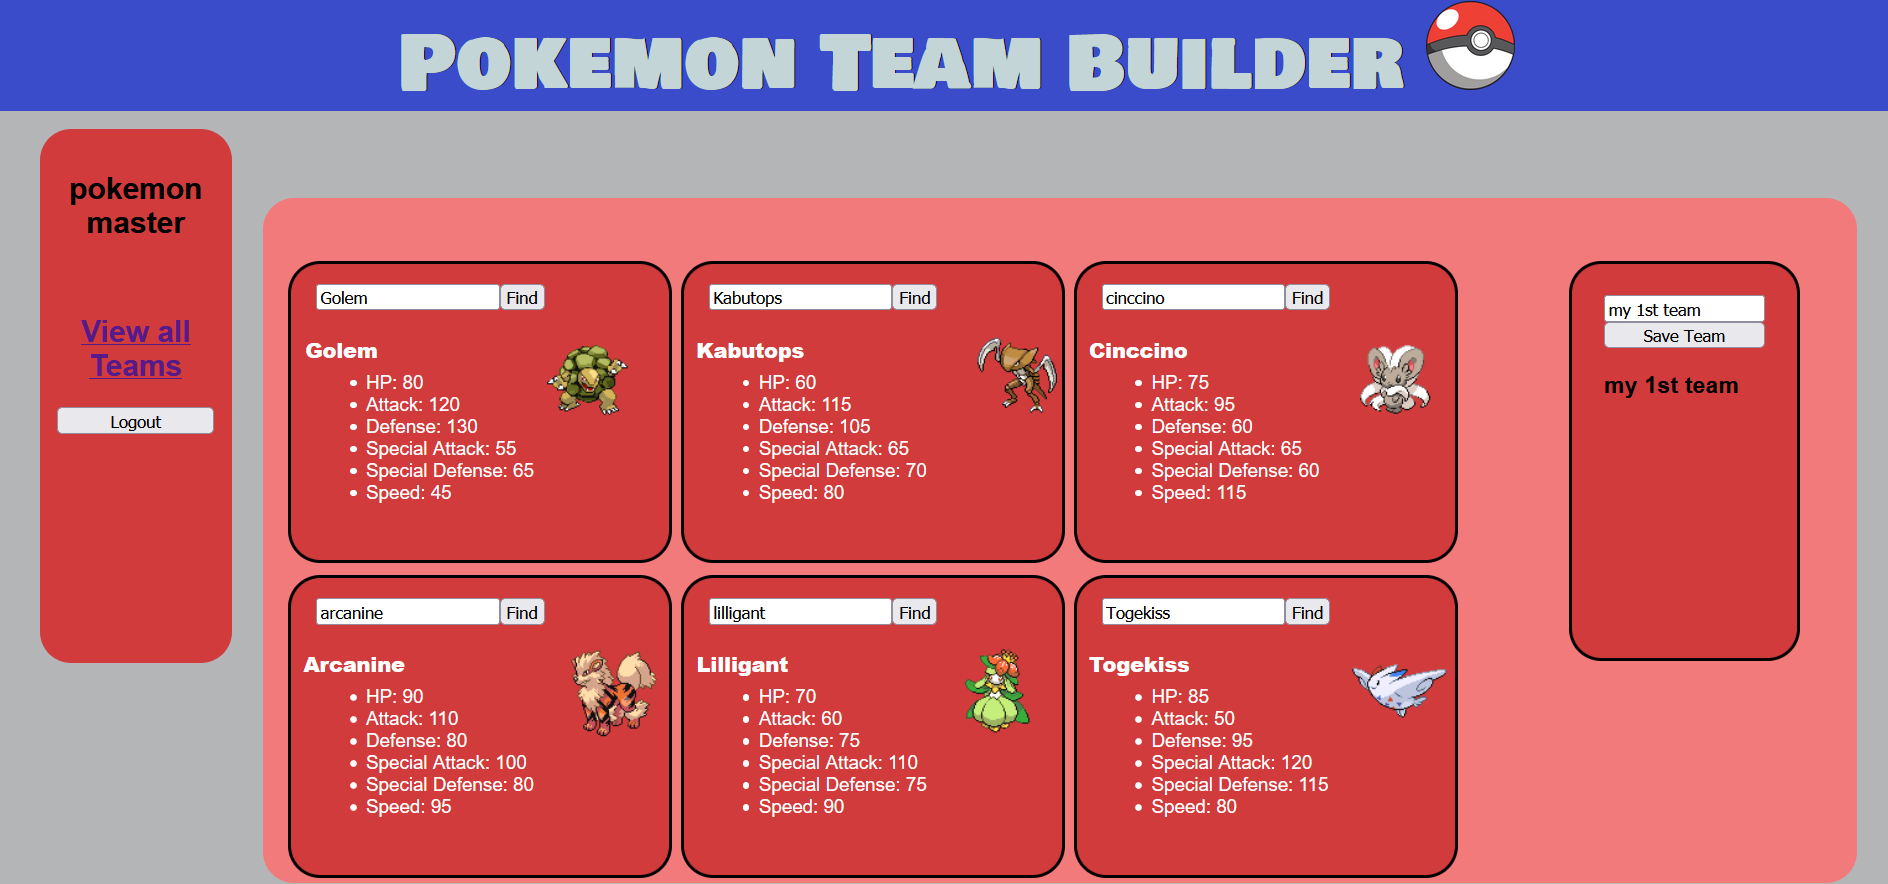 POKEMON TEAM BUILDER
pokemon
master
View all
Teams
Logout
Golem Find
Golem
HP: 80
Attack: 120
Defense: 130
Special Attack: 55
Special Defense: 65
Speed: 45
Kabutops Find
Kabutops
HP: 60
Attack: 115
Defense: 105
Special Attack: 65
Special Defense: 70
Speed: 80
cinccino Find
Cinccino
HP: 75
Attack: 95
Defense: 60
Special Attack: 65
Special Defense: 60
Speed: 115
arcanine Find
Arcanine
HP: 90
Attack: 110
Defense: 80
Special Attack: 100
Special Defense: 80
Speed: 95
lilligant Find
Lilligant
HP: 70
Attack: 60
Defense: 75
Special Attack: 110
Special Defense: 75
Speed: 90
Togekiss Find
Togekiss
HP: 85
Attack: 50
Defense: 95
Special Attack: 120
Special Defense: 115
Speed: 80
my 1st team
Save Team
my 1st team